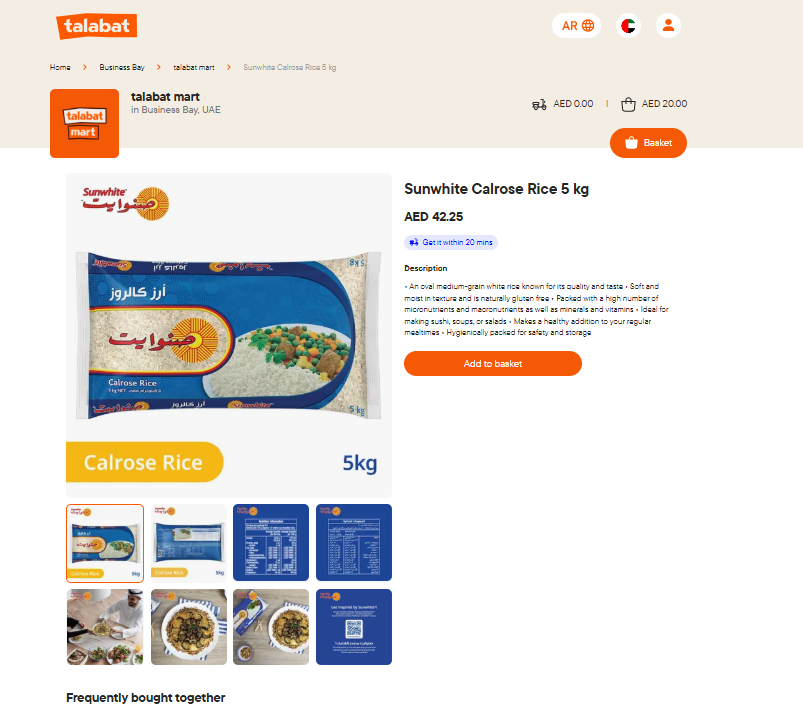 talabat
AR
Home
Business Bay
talabat mart
Sunwhite Calrose Rice 5 kg
talabat
mart
talabat mart
in Business Bay, UAE
AED 0.00
AED 20.00
Basket
Sunwhite
صنوايت
Sunwhite Calrose Rice 5 kg
AED 42.25
Get it within 20 mins
Description
• An oval medium-grain white rice known for its quality and taste • Soft and
moist in texture and is naturally gluten free • Packed with a high number of
micronutrients and macronutrients as well as minerals and vitamins • Ideal for
making sushi, soups, or salads • Makes a healthy addition to your regular
mealtimes • Hygienically packed for safety and storage
Add to basket
أرز كالروز
صنوايت
Calrose Rice
أرز كالروز
Sunwhite
5 kg
Calrose Rice
5kg
Calrose Rice
5kg
Nutrition Information
Get inspired by Sunwhite!
Frequently bought together